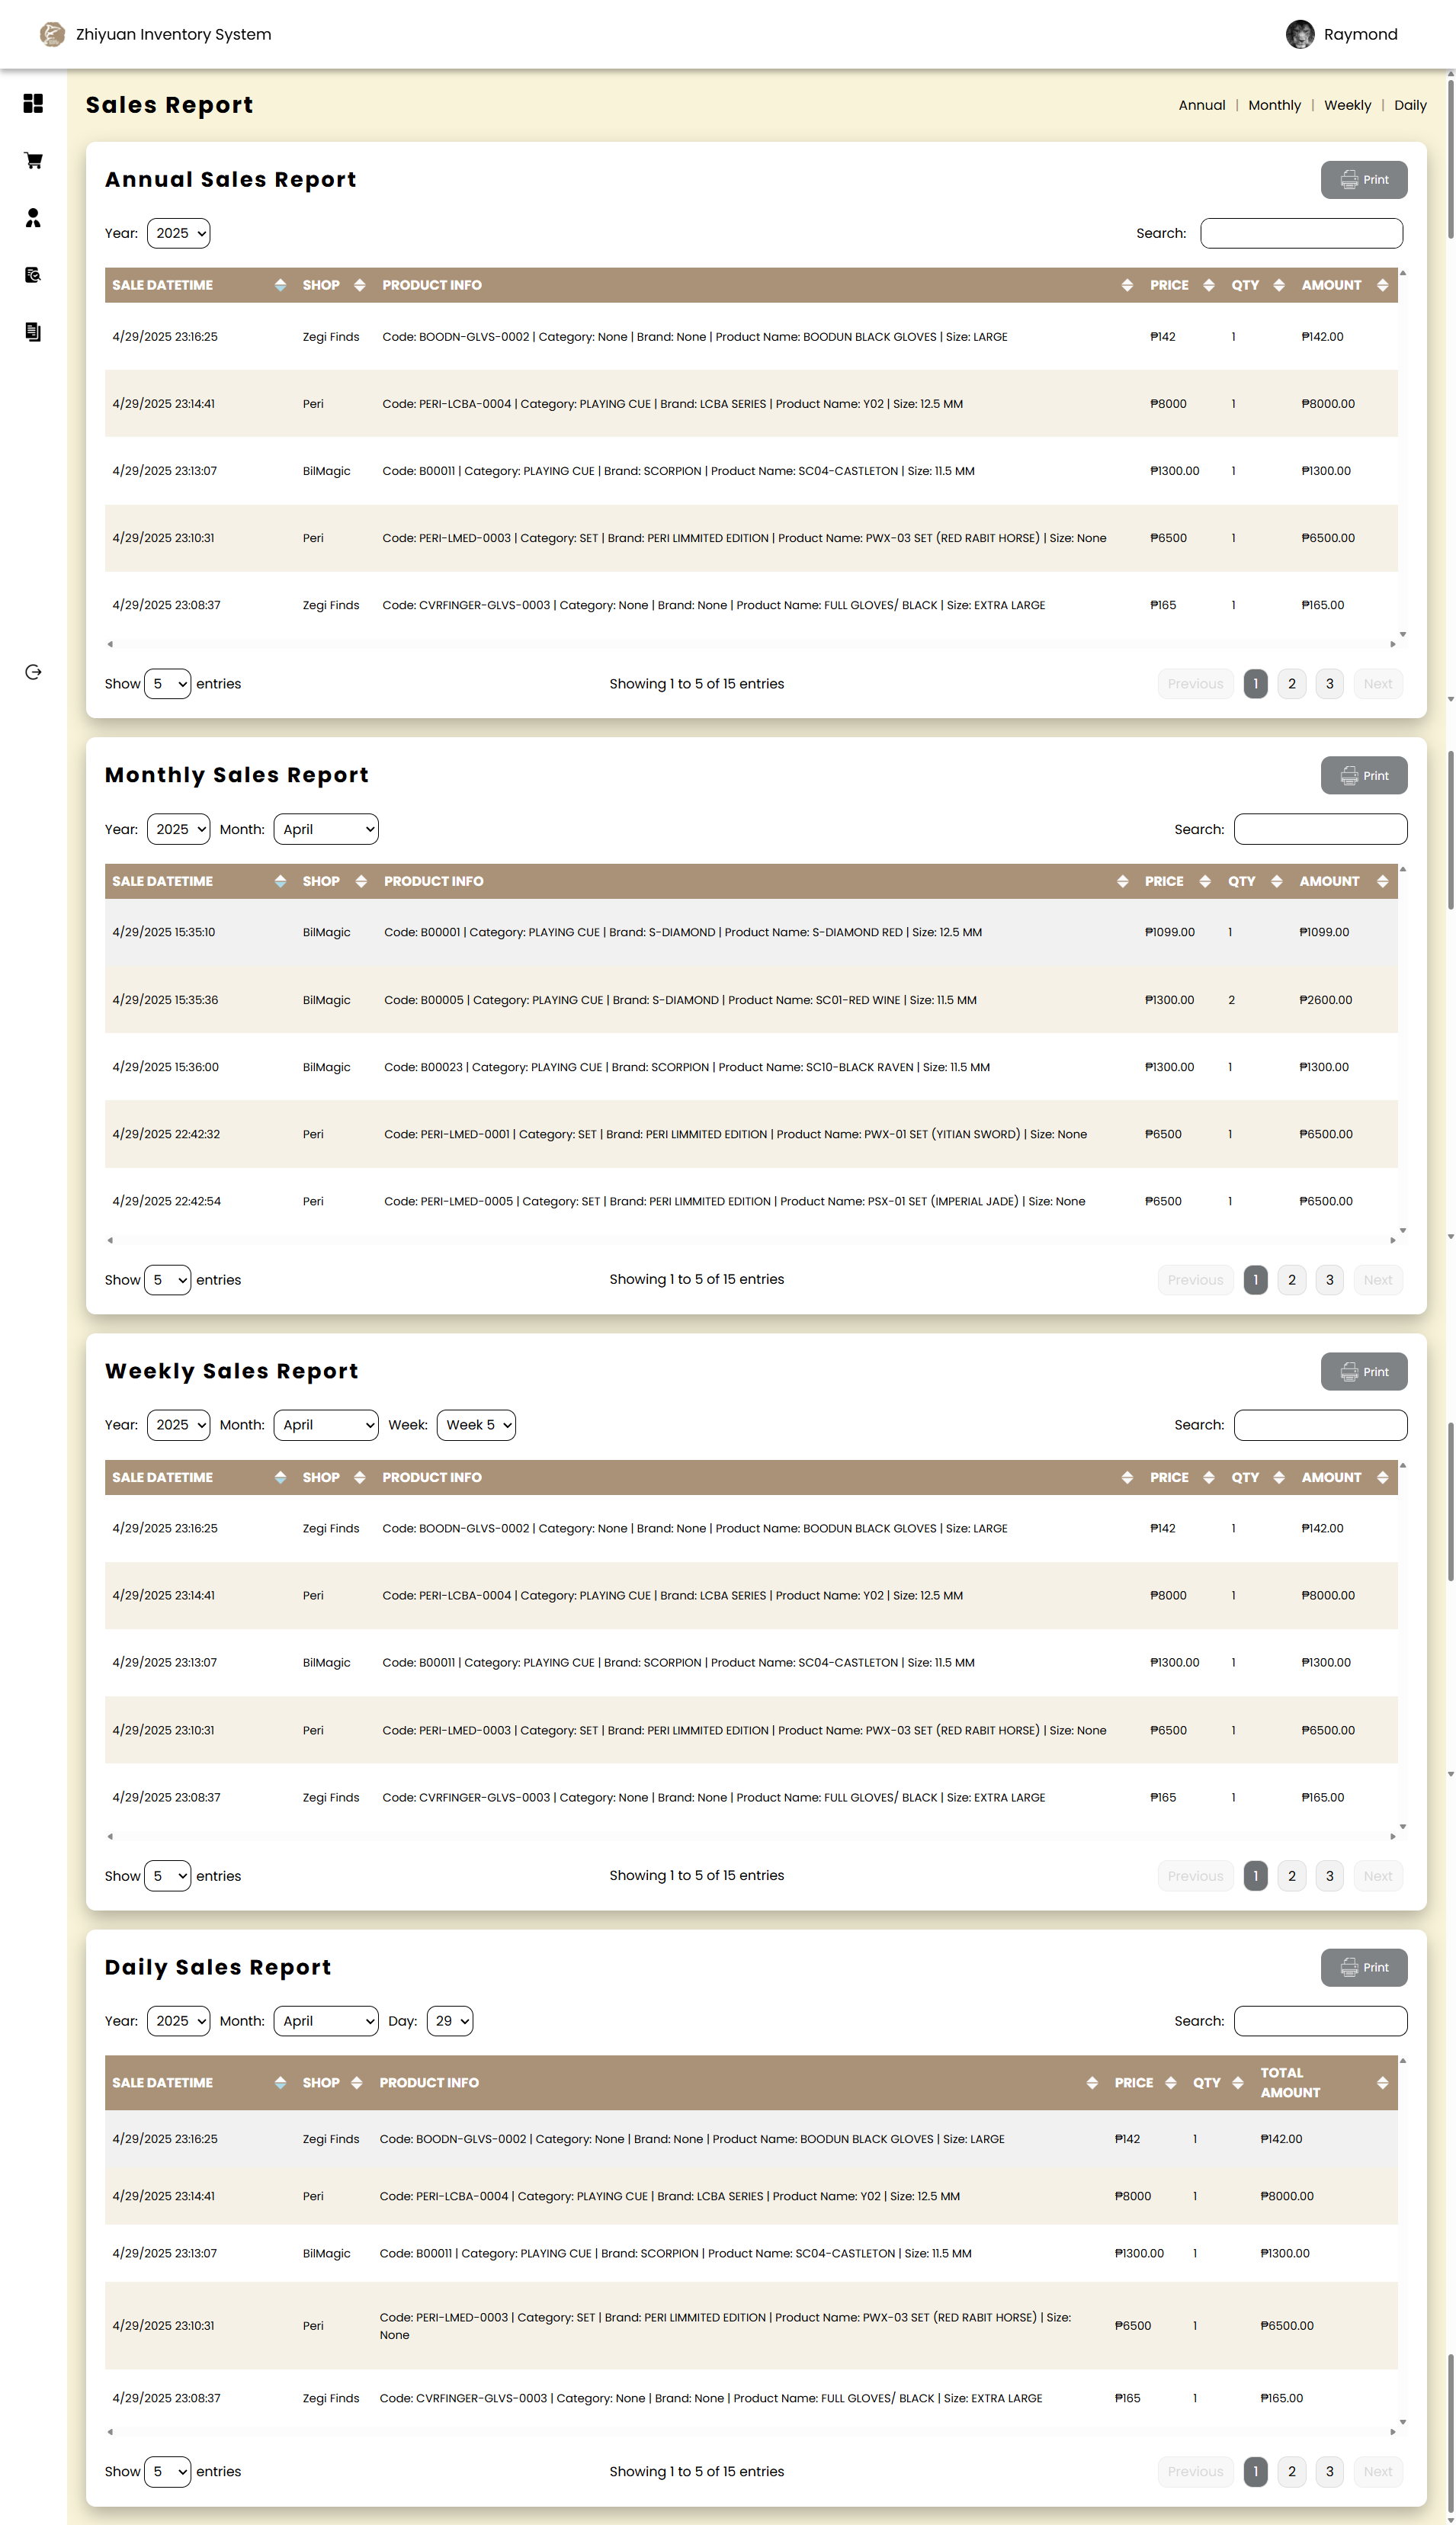 Zhiyuan Inventory System
Raymond
Sales Report
Annual | Monthly | Weekly | Daily
Annual Sales Report
Print
Year: 2025
Search:
SALE DATETIME SHOP PRODUCT INFO PRICE QTY AMOUNT
4/29/2025 23:16:25 Zegi Finds Code: BOODN-GLVS-0002 | Category: None | Brand: None | Product Name: BOODUN BLACK GLOVES | Size: LARGE ₱142 1 ₱142.00
4/29/2025 23:14:41 Peri Code: PERI-LCBA-0004 | Category: PLAYING CUE | Brand: LCBA SERIES | Product Name: Y02 | Size: 12.5 MM ₱8000 1 ₱8000.00
4/29/2025 23:13:07 BilMagic Code: B00011 | Category: PLAYING CUE | Brand: SCORPION | Product Name: SC04-CASTLETON | Size: 11.5 MM ₱1300.00 1 ₱1300.00
4/29/2025 23:10:31 Peri Code: PERI-LMED-0003 | Category: SET | Brand: PERI LIMMITED EDITION | Product Name: PWX-03 SET (RED RABIT HORSE) | Size: None ₱6500 1 ₱6500.00
4/29/2025 23:08:37 Zegi Finds Code: CVRFINGER-GLVS-0003 | Category: None | Brand: None | Product Name: FULL GLOVES/ BLACK | Size: EXTRA LARGE ₱165 1 ₱165.00
Show 5 entries
Showing 1 to 5 of 15 entries
Previous 1 2 3 Next
Monthly Sales Report
Print
Year: 2025 Month: April
Search:
SALE DATETIME SHOP PRODUCT INFO PRICE QTY AMOUNT
4/29/2025 15:35:10 BilMagic Code: B00001 | Category: PLAYING CUE | Brand: S-DIAMOND | Product Name: S-DIAMOND RED | Size: 12.5 MM ₱1099.00 1 ₱1099.00
4/29/2025 15:35:36 BilMagic Code: B00005 | Category: PLAYING CUE | Brand: S-DIAMOND | Product Name: SC01-RED WINE | Size: 11.5 MM ₱1300.00 2 ₱2600.00
4/29/2025 15:36:00 BilMagic Code: B00023 | Category: PLAYING CUE | Brand: SCORPION | Product Name: SC10-BLACK RAVEN | Size: 11.5 MM ₱1300.00 1 ₱1300.00
4/29/2025 22:42:32 Peri Code: PERI-LMED-0001 | Category: SET | Brand: PERI LIMMITED EDITION | Product Name: PWX-01 SET (YITIAN SWORD) | Size: None ₱6500 1 ₱6500.00
4/29/2025 22:42:54 Peri Code: PERI-LMED-0005 | Category: SET | Brand: PERI LIMMITED EDITION | Product Name: PSX-01 SET (IMPERIAL JADE) | Size: None ₱6500 1 ₱6500.00
Show 5 entries
Showing 1 to 5 of 15 entries
Previous 1 2 3 Next
Weekly Sales Report
Print
Year: 2025 Month: April Week: Week 5
Search:
SALE DATETIME SHOP PRODUCT INFO PRICE QTY AMOUNT
4/29/2025 23:16:25 Zegi Finds Code: BOODN-GLVS-0002 | Category: None | Brand: None | Product Name: BOODUN BLACK GLOVES | Size: LARGE ₱142 1 ₱142.00
4/29/2025 23:14:41 Peri Code: PERI-LCBA-0004 | Category: PLAYING CUE | Brand: LCBA SERIES | Product Name: Y02 | Size: 12.5 MM ₱8000 1 ₱8000.00
4/29/2025 23:13:07 BilMagic Code: B00011 | Category: PLAYING CUE | Brand: SCORPION | Product Name: SC04-CASTLETON | Size: 11.5 MM ₱1300.00 1 ₱1300.00
4/29/2025 23:10:31 Peri Code: PERI-LMED-0003 | Category: SET | Brand: PERI LIMMITED EDITION | Product Name: PWX-03 SET (RED RABIT HORSE) | Size: None ₱6500 1 ₱6500.00
4/29/2025 23:08:37 Zegi Finds Code: CVRFINGER-GLVS-0003 | Category: None | Brand: None | Product Name: FULL GLOVES/ BLACK | Size: EXTRA LARGE ₱165 1 ₱165.00
Show 5 entries
Showing 1 to 5 of 15 entries
Previous 1 2 3 Next
Daily Sales Report
Print
Year: 2025 Month: April Day: 29
Search:
SALE DATETIME SHOP PRODUCT INFO PRICE QTY TOTAL
AMOUNT
4/29/2025 23:16:25 Zegi Finds Code: BOODN-GLVS-0002 | Category: None | Brand: None | Product Name: BOODUN BLACK GLOVES | Size: LARGE ₱142 1 ₱142.00
4/29/2025 23:14:41 Peri Code: PERI-LCBA-0004 | Category: PLAYING CUE | Brand: LCBA SERIES | Product Name: Y02 | Size: 12.5 MM ₱8000 1 ₱8000.00
4/29/2025 23:13:07 BilMagic Code: B00011 | Category: PLAYING CUE | Brand: SCORPION | Product Name: SC04-CASTLETON | Size: 11.5 MM ₱1300.00 1 ₱1300.00
4/29/2025 23:10:31 Peri Code: PERI-LMED-0003 | Category: SET | Brand: PERI LIMMITED EDITION | Product Name: PWX-03 SET (RED RABIT HORSE) | Size:
None ₱6500 1 ₱6500.00
4/29/2025 23:08:37 Zegi Finds Code: CVRFINGER-GLVS-0003 | Category: None | Brand: None | Product Name: FULL GLOVES/ BLACK | Size: EXTRA LARGE ₱165 1 ₱165.00
Show 5 entries
Showing 1 to 5 of 15 entries
Previous 1 2 3 Next